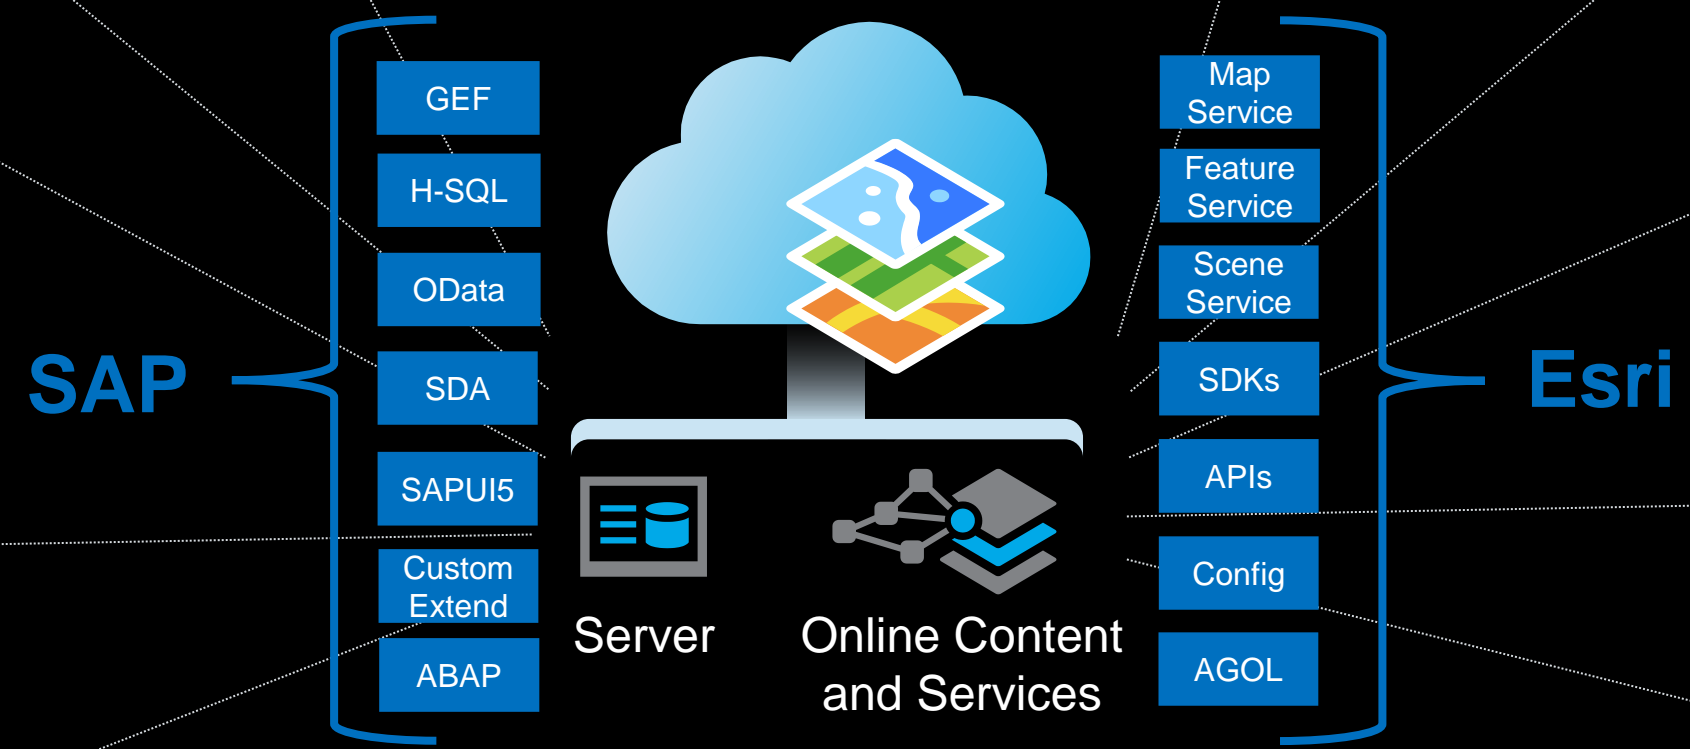 SAP
GEF
H-SQL
OData
SDA
SAPUI5
Custom
Extend
ABAP
Server
Online Content
and Services
Map
Service
Feature
Service
Scene
Service
SDKs
APIs
Config
AGOL
Esri